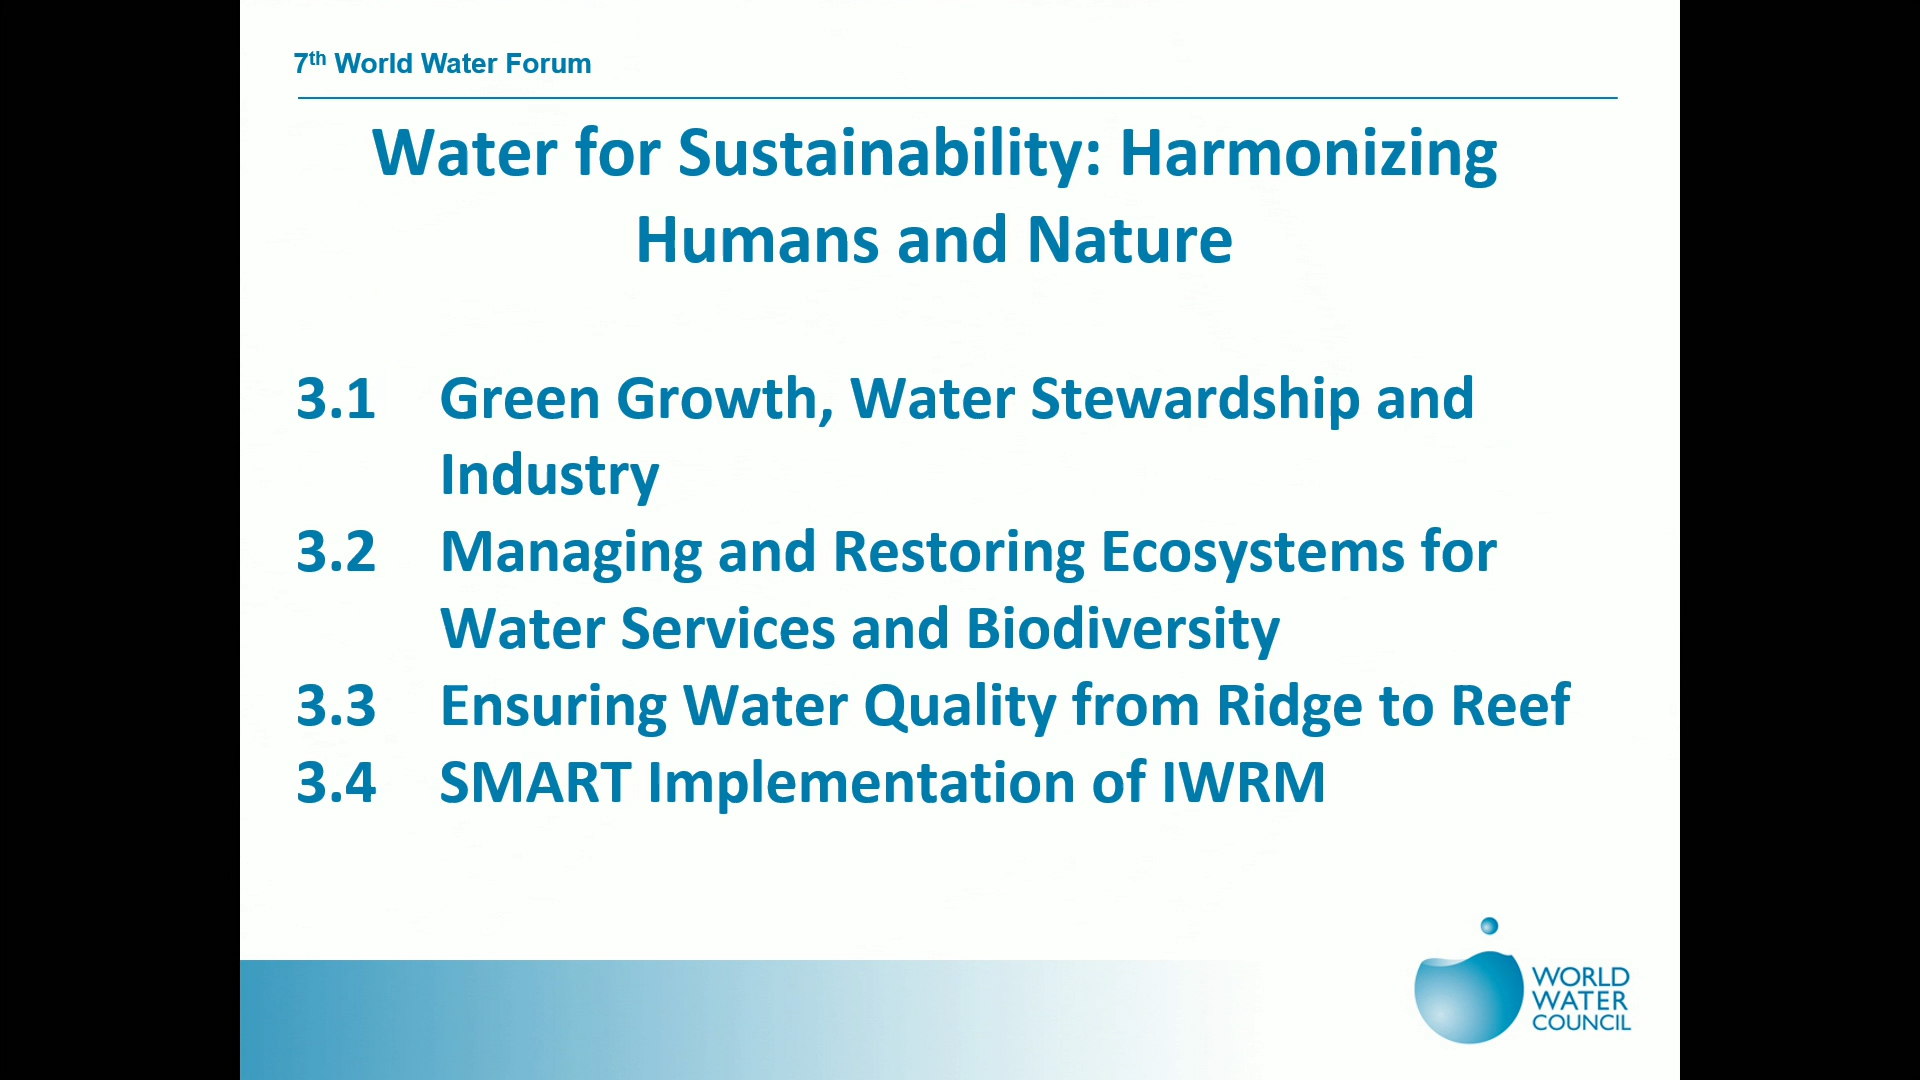 7th World Water Forum
Water for Sustainability: Harmonizing
Humans and Nature
3.1 Green Growth, Water Stewardship and
Industry
3.2 Managing and Restoring Ecosystems for
Water Services and Biodiversity
3.3 Ensuring Water Quality from Ridge to Reef
3.4 SMART Implementation of IWRM
WORLD
WATER
COUNCIL